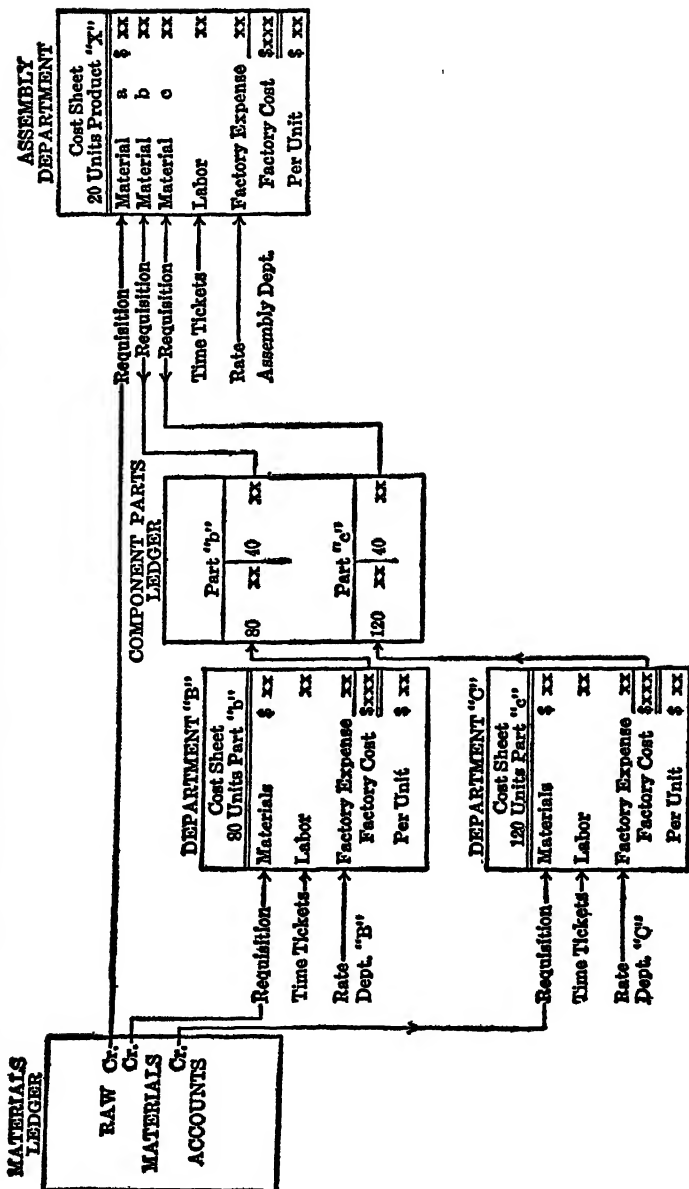 MATERIALS
LEDGER
RAW Cr.
Cr.
MATERIALS
Cr.
ACCOUNTS
DEPARTMENT "B"
Cost Sheet
80 Units Part "b"
Requisition Materials $ xx
Time Tickets Labor xx
Rate Factory Expense xx
Dept. "B" Factory Cost $xxx
Per Unit $ xx
DEPARTMENT "C"
Cost Sheet
120 Units Part "c"
Requisition Materials $ xx
Time Tickets Labor xx
Rate Factory Expense xx
Dept. "C" Factory Cost $xxx
Per Unit $ xx
COMPONENT PARTS
LEDGER
Part "b"
80 xx 40 xx
Part "c"
120 xx 40 xx
ASSEMBLY
DEPARTMENT
Cost Sheet
20 Units Product "X"
Requisition Material a $ xx
Requisition Material b xx
Requisition Material c xx
Time Tickets Labor xx
Rate Factory Expense xx
Assembly Dept. Factory Cost $xxx
Per Unit $ xx